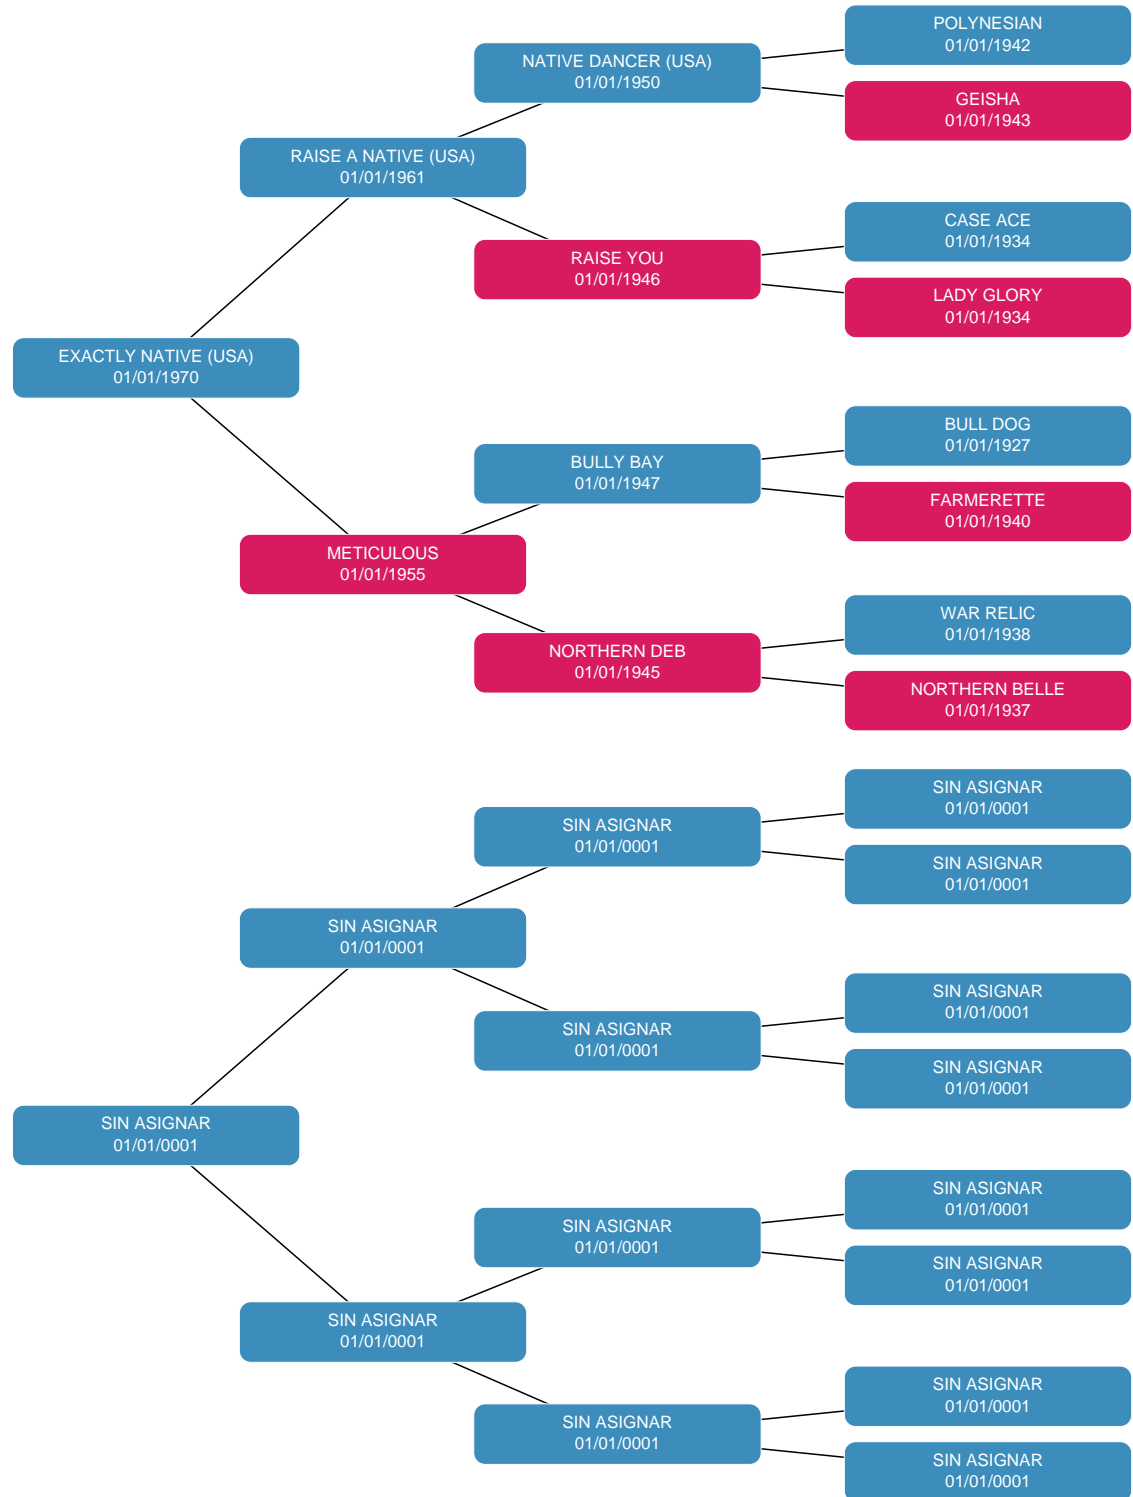 POLYNESIAN
01/01/1942
NATIVE DANCER (USA)
01/01/1950
GEISHA
01/01/1943
RAISE A NATIVE (USA)
01/01/1961
CASE ACE
01/01/1934
RAISE YOU
01/01/1946
LADY GLORY
01/01/1934
EXACTLY NATIVE (USA)
01/01/1970
BULL DOG
01/01/1927
BULLY BAY
01/01/1947
FARMERETTE
01/01/1940
METICULOUS
01/01/1955
WAR RELIC
01/01/1938
NORTHERN DEB
01/01/1945
NORTHERN BELLE
01/01/1937
SIN ASIGNAR
01/01/0001
SIN ASIGNAR
01/01/0001
SIN ASIGNAR
01/01/0001
SIN ASIGNAR
01/01/0001
SIN ASIGNAR
01/01/0001
SIN ASIGNAR
01/01/0001
SIN ASIGNAR
01/01/0001
SIN ASIGNAR
01/01/0001
SIN ASIGNAR
01/01/0001
SIN ASIGNAR
01/01/0001
SIN ASIGNAR
01/01/0001
SIN ASIGNAR
01/01/0001
SIN ASIGNAR
01/01/0001
SIN ASIGNAR
01/01/0001
SIN ASIGNAR
01/01/0001